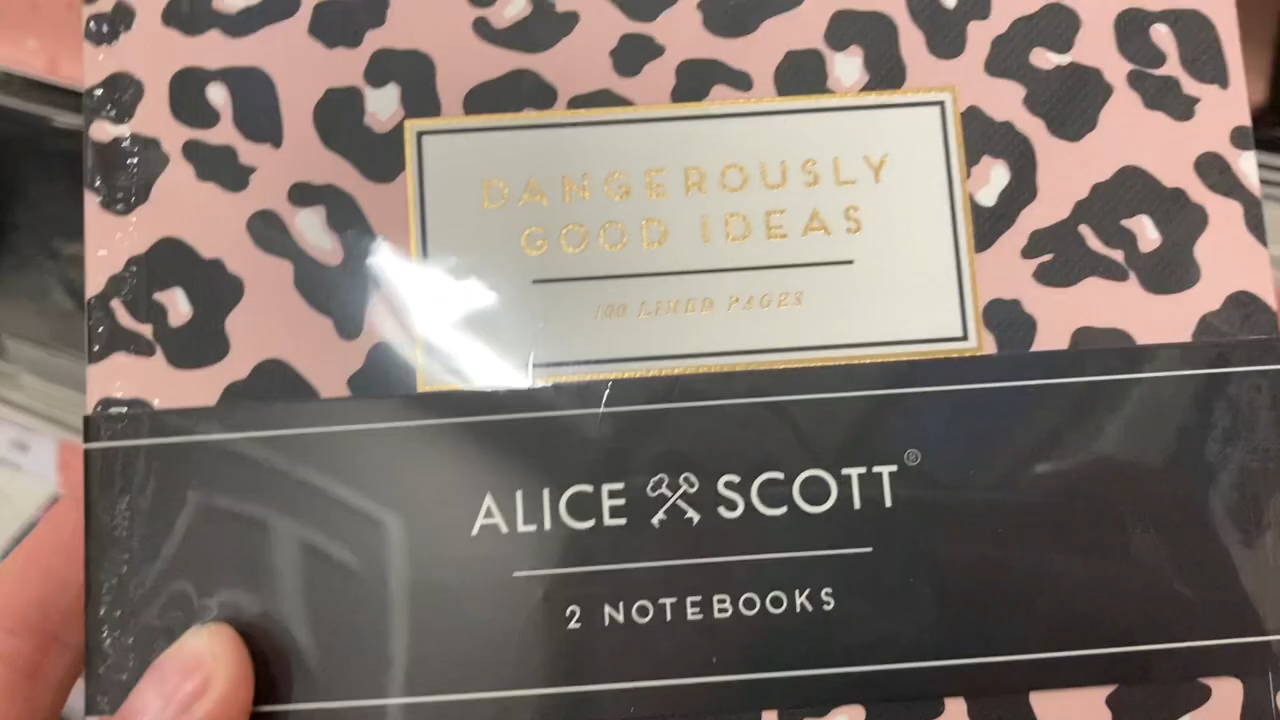 DANGEROUSLY
GOOD IDEAS
100 LINED PAGES
ALICE SCOTT®
2 NOTEBOOKS